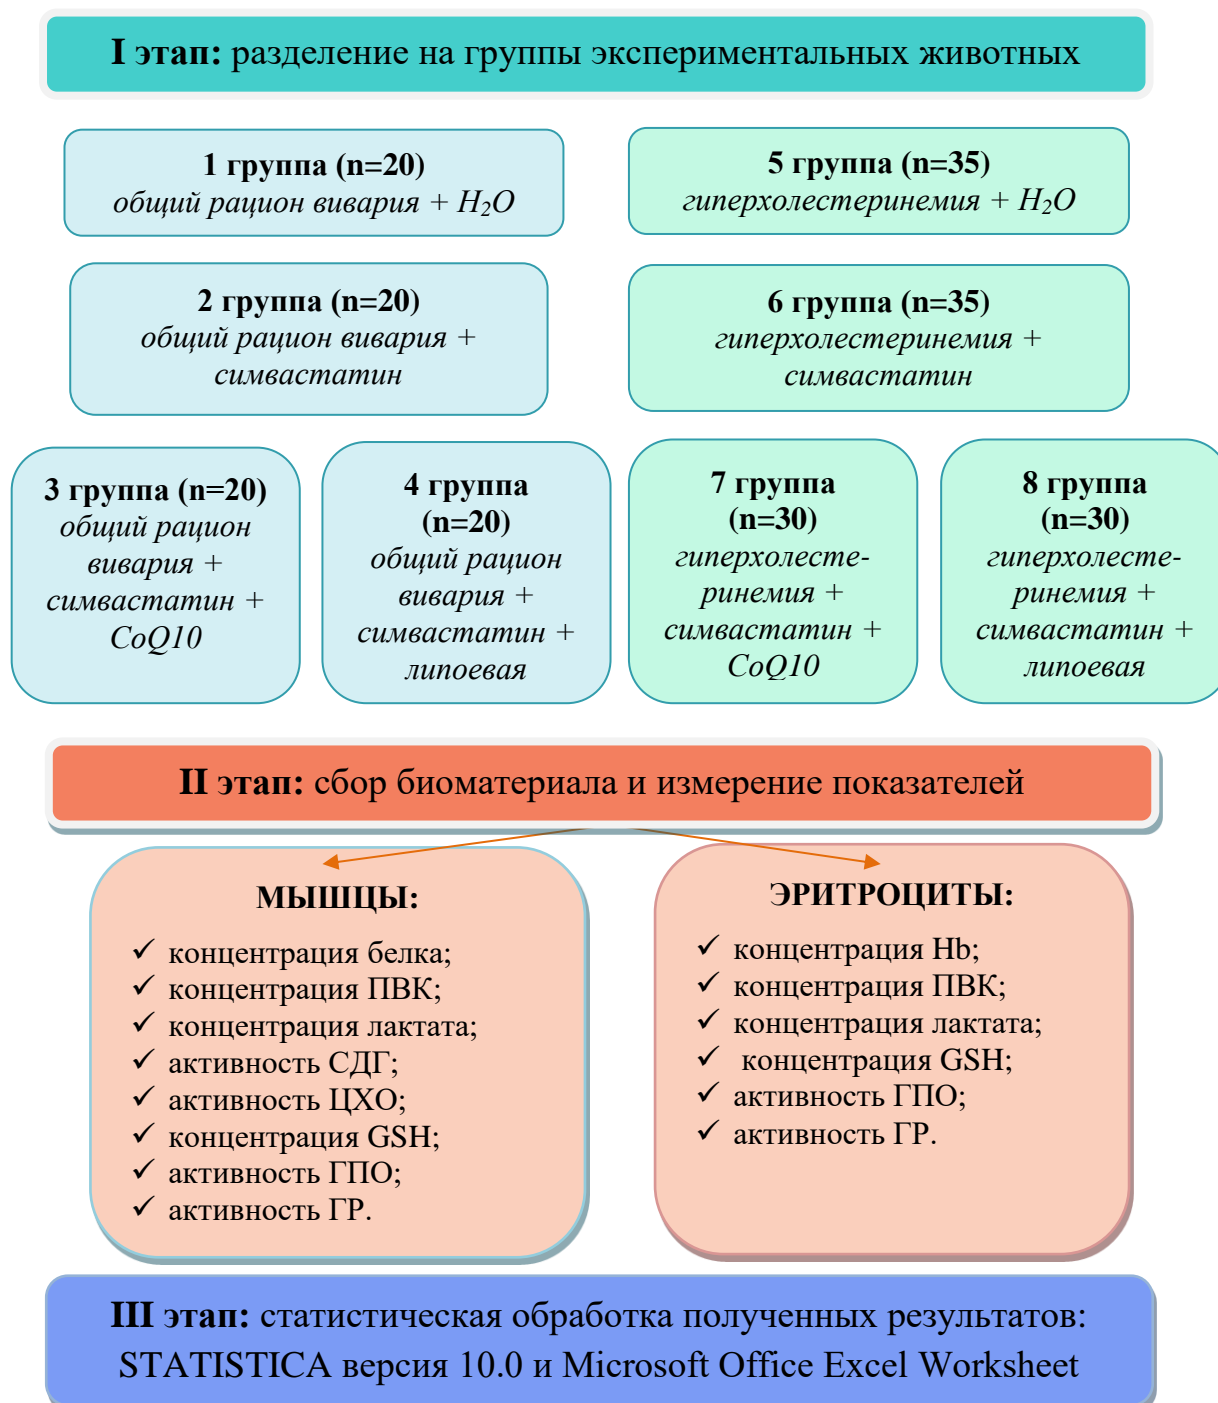 I этап: разделение на группы экспериментальных животных
1 группа (n=20)
общий рацион вивария + H₂O
5 группа (n=35)
гиперхолестеринемия + H₂O
2 группа (n=20)
общий рацион вивария +
симвастатин
6 группа (n=35)
гиперхолестеринемия +
симвастатин
3 группа (n=20)
общий рацион
вивария +
симвастатин +
CoQ10
4 группа
(n=20)
общий рацион
вивария +
симвастатин +
липоевая
7 группа
(n=30)
гиперхолесте-
ринемия +
симвастатин +
CoQ10
8 группа
(n=30)
гиперхолесте-
ринемия +
симвастатин +
липоевая
II этап: сбор биоматериала и измерение показателей
МЫШЦЫ:
✓ концентрация белка;
✓ концентрация ПВК;
✓ концентрация лактата;
✓ активность СДГ;
✓ активность ЦХО;
✓ концентрация GSH;
✓ активность ГПО;
✓ активность ГР.
ЭРИТРОЦИТЫ:
✓ концентрация Hb;
✓ концентрация ПВК;
✓ концентрация лактата;
✓ концентрация GSH;
✓ активность ГПО;
✓ активность ГР.
III этап: статистическая обработка полученных результатов:
STATISTICA версия 10.0 и Microsoft Office Excel Worksheet